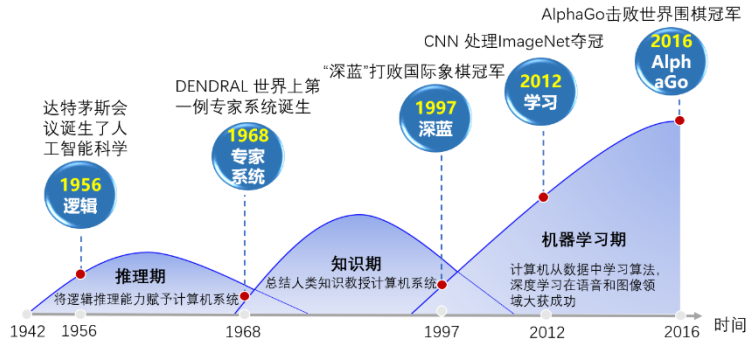 AlphaGo击败世界围棋冠军
2016
Alph
aGo
CNN 处理ImageNet夺冠
2012
学习
“深蓝”打败国际象棋冠军
1997
深蓝
DENDRAL 世界上第
一例专家系统诞生
1968
专家
系统
达特茅斯会
议诞生了人
工智能科学
1956
逻辑
推理期
将逻辑推理能力赋予计算机系统
知识期
总结人类知识教授计算机系统
机器学习期
计算机从数据中学习算法，
深度学习在语音和图像领
域大获成功
1942
1956
1968
1997
2012
2016
时间